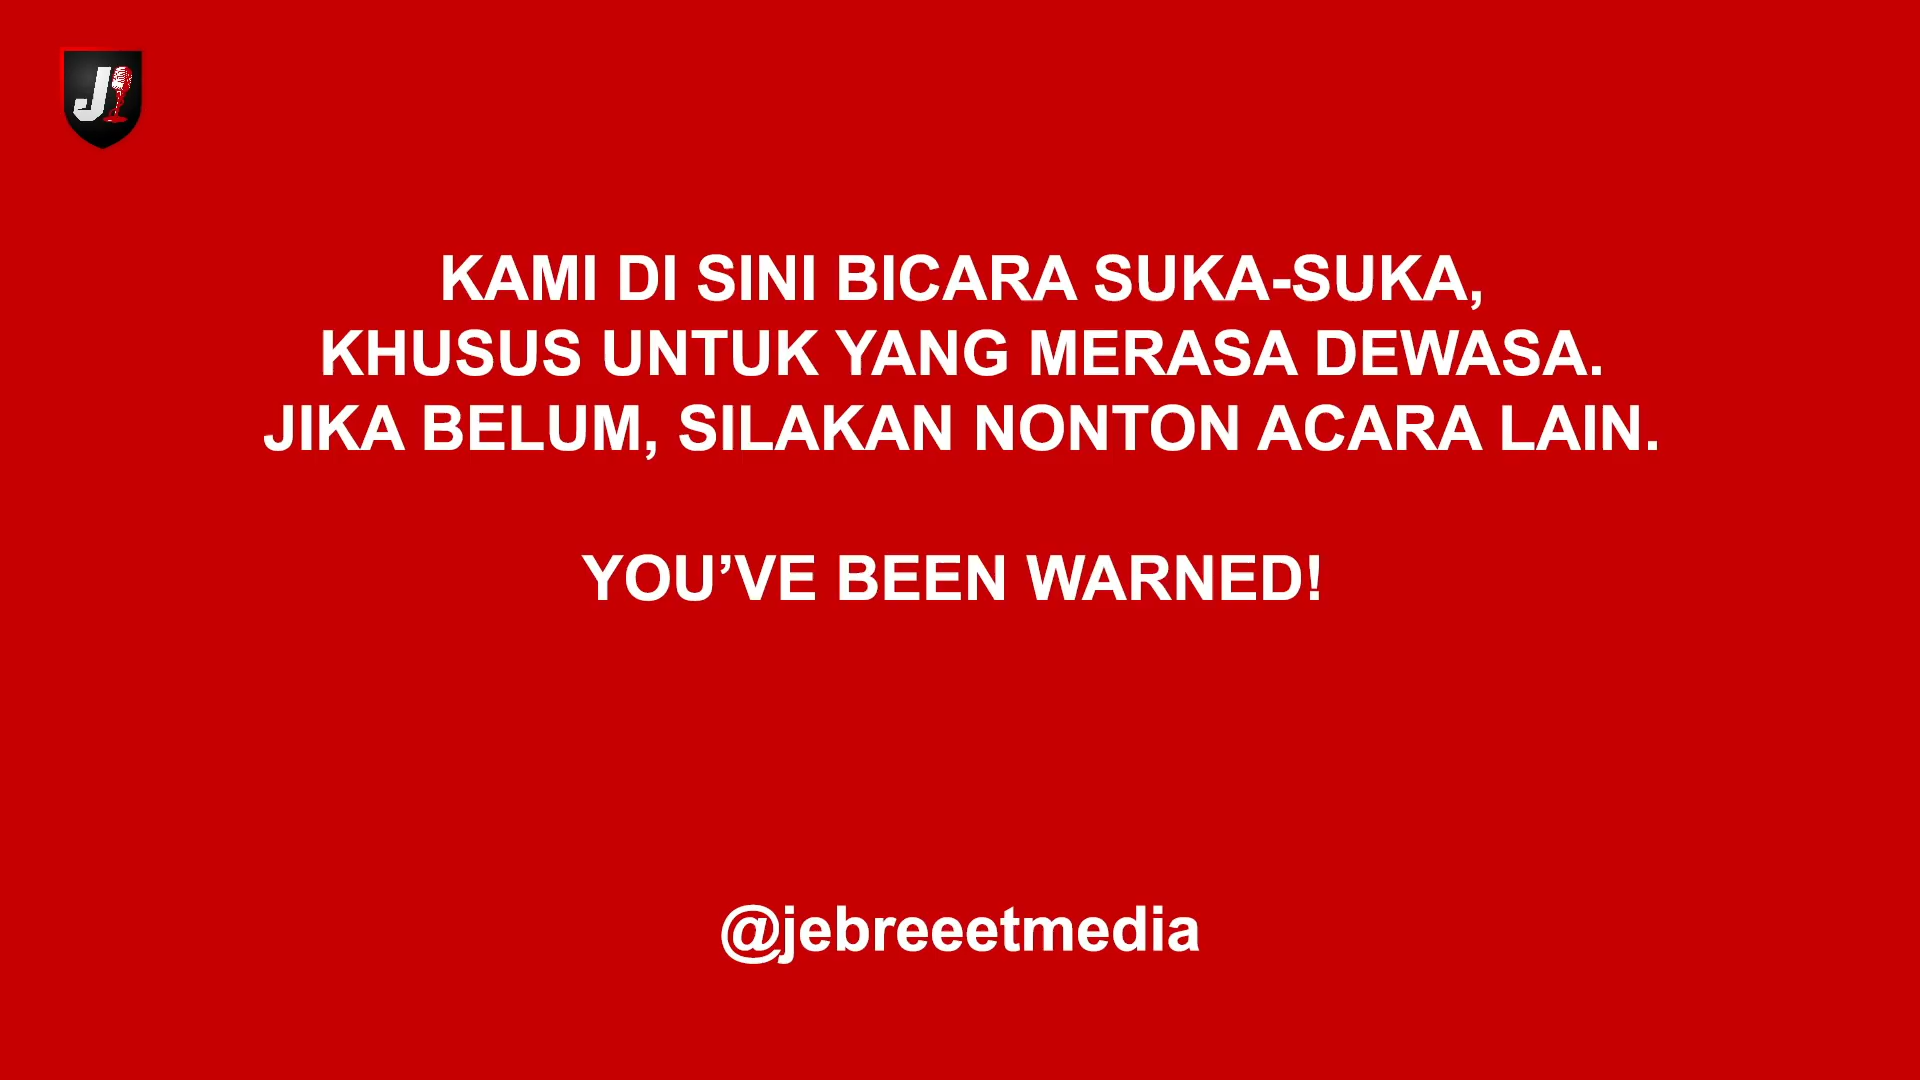 J
KAMI DI SINI BICARA SUKA-SUKA,
KHUSUS UNTUK YANG MERASA DEWASA.
JIKA BELUM, SILAKAN NONTON ACARA LAIN.
YOU’VE BEEN WARNED!
@jebreeetmedia